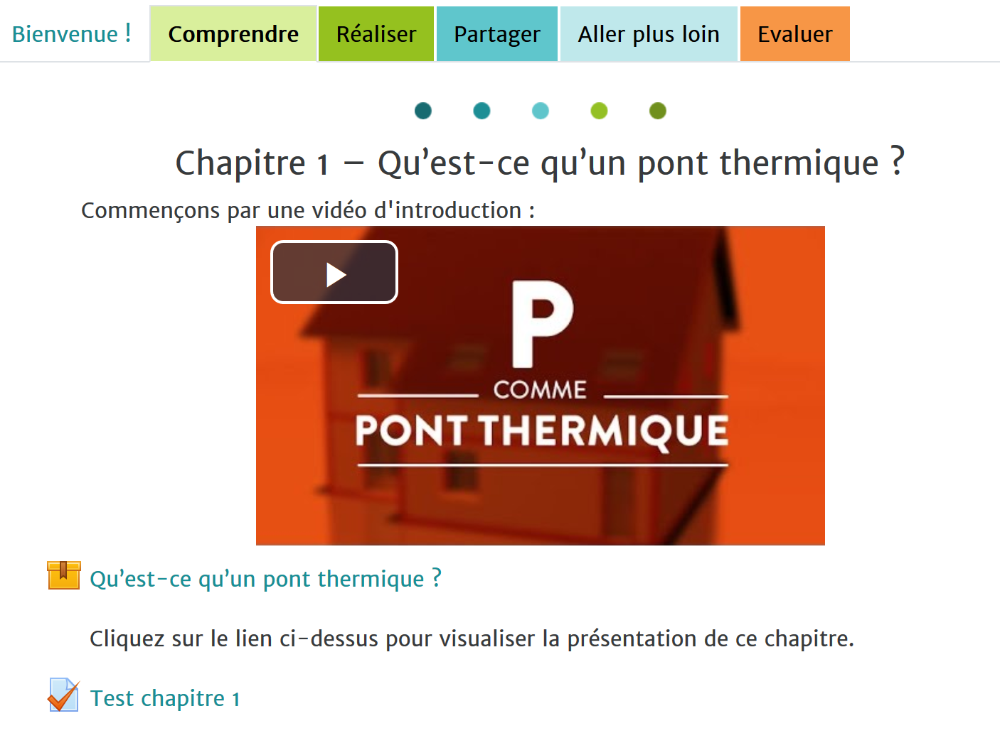 Bienvenue !
Comprendre
Réaliser
Partager
Aller plus loin
Evaluer
Chapitre 1 – Qu’est-ce qu’un pont thermique ?
Commençons par une vidéo d'introduction :
P
COMME
PONT THERMIQUE
Qu’est-ce qu’un pont thermique ?
Cliquez sur le lien ci-dessus pour visualiser la présentation de ce chapitre.
Test chapitre 1